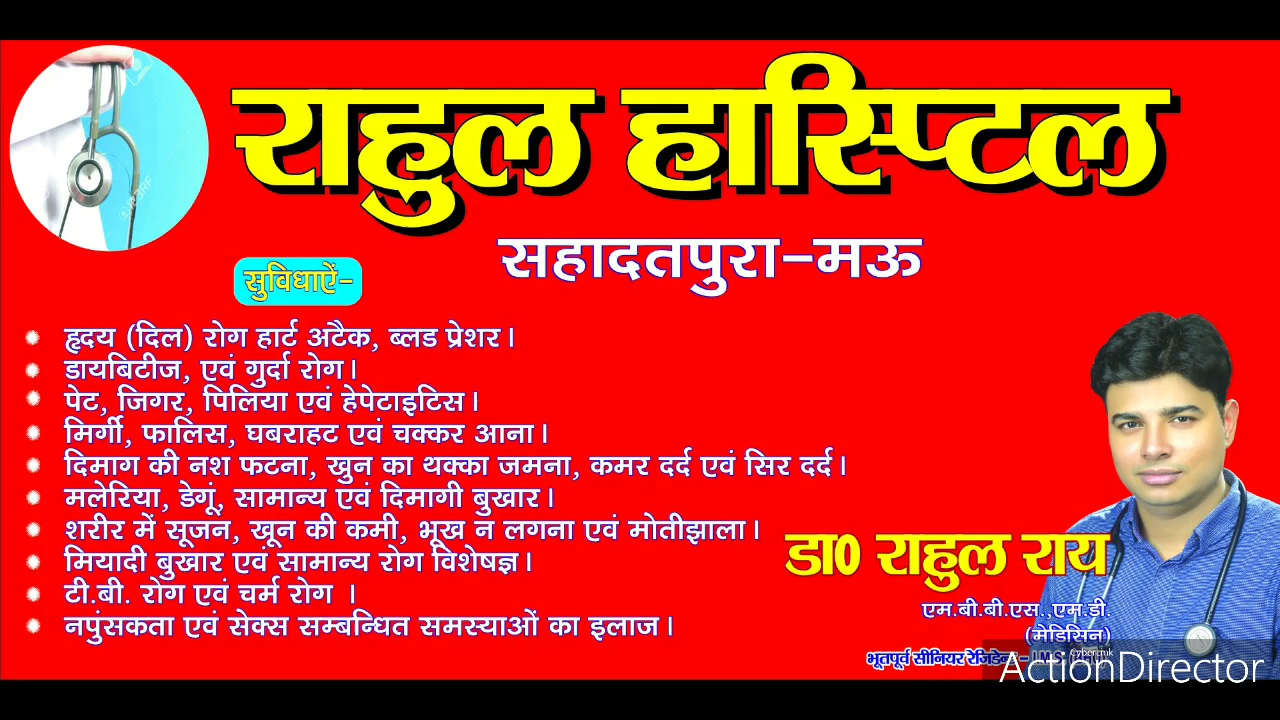 राहुल हास्पिटल
सहादतपुरा-मऊ
सुविधाऐं-
हृदय (दिल) रोग हार्ट अटैक, ब्लड प्रेशर।
डायबिटीज, एवं गुर्दा रोग।
पेट, जिगर, पिलिया एवं हेपेटाइटिस।
मिर्गी, फालिस, घबराहट एवं चक्कर आना।
दिमाग की नश फटना, खुन का थक्का जमना, कमर दर्द एवं सिर दर्द।
मलेरिया, डेगूं, सामान्य एवं दिमागी बुखार।
शरीर में सूजन, खून की कमी, भूख न लगना एवं मोतीझाला।
मियादी बुखार एवं सामान्य रोग विशेषज्ञ।
टी.बी. रोग एवं चर्म रोग ।
नपुंसकता एवं सेक्स सम्बन्धित समस्याओं का इलाज।
डा0 राहुल राय
एम.बी.बी.एस.,एम.डी.
(मेडिसिन)
भूतपूर्व सीनियर
ActionDirector